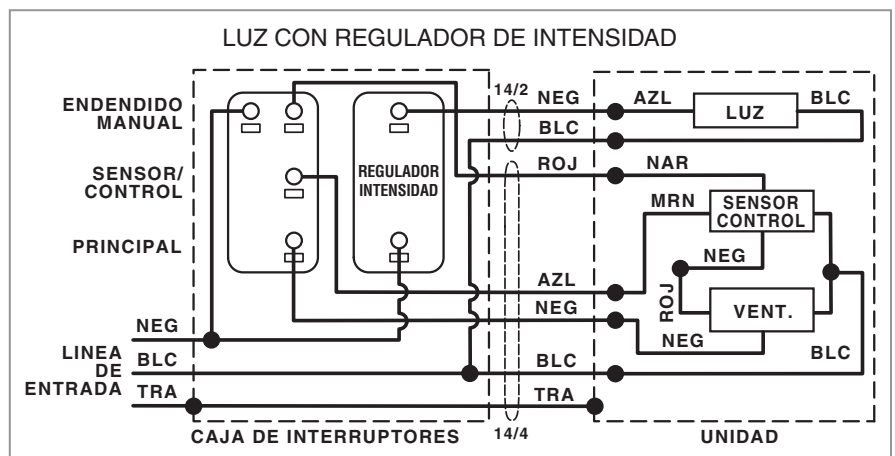 LUZ CON REGULADOR DE INTENSIDAD
ENDENDIDO
MANUAL
SENSOR/
CONTROL
PRINCIPAL
REGULADOR
INTENSIDAD
14/2
NEG
BLC
ROJ
AZL
NEG
BLC
TRA
14/4
AZL
LUZ
BLC
NAR
MRN
SENSOR
CONTROL
NEG
ROJ
VENT.
NEG
BLC
LINEA
DE
ENTRADA
NEG
BLC
TRA
CAJA DE INTERRUPTORES
UNIDAD